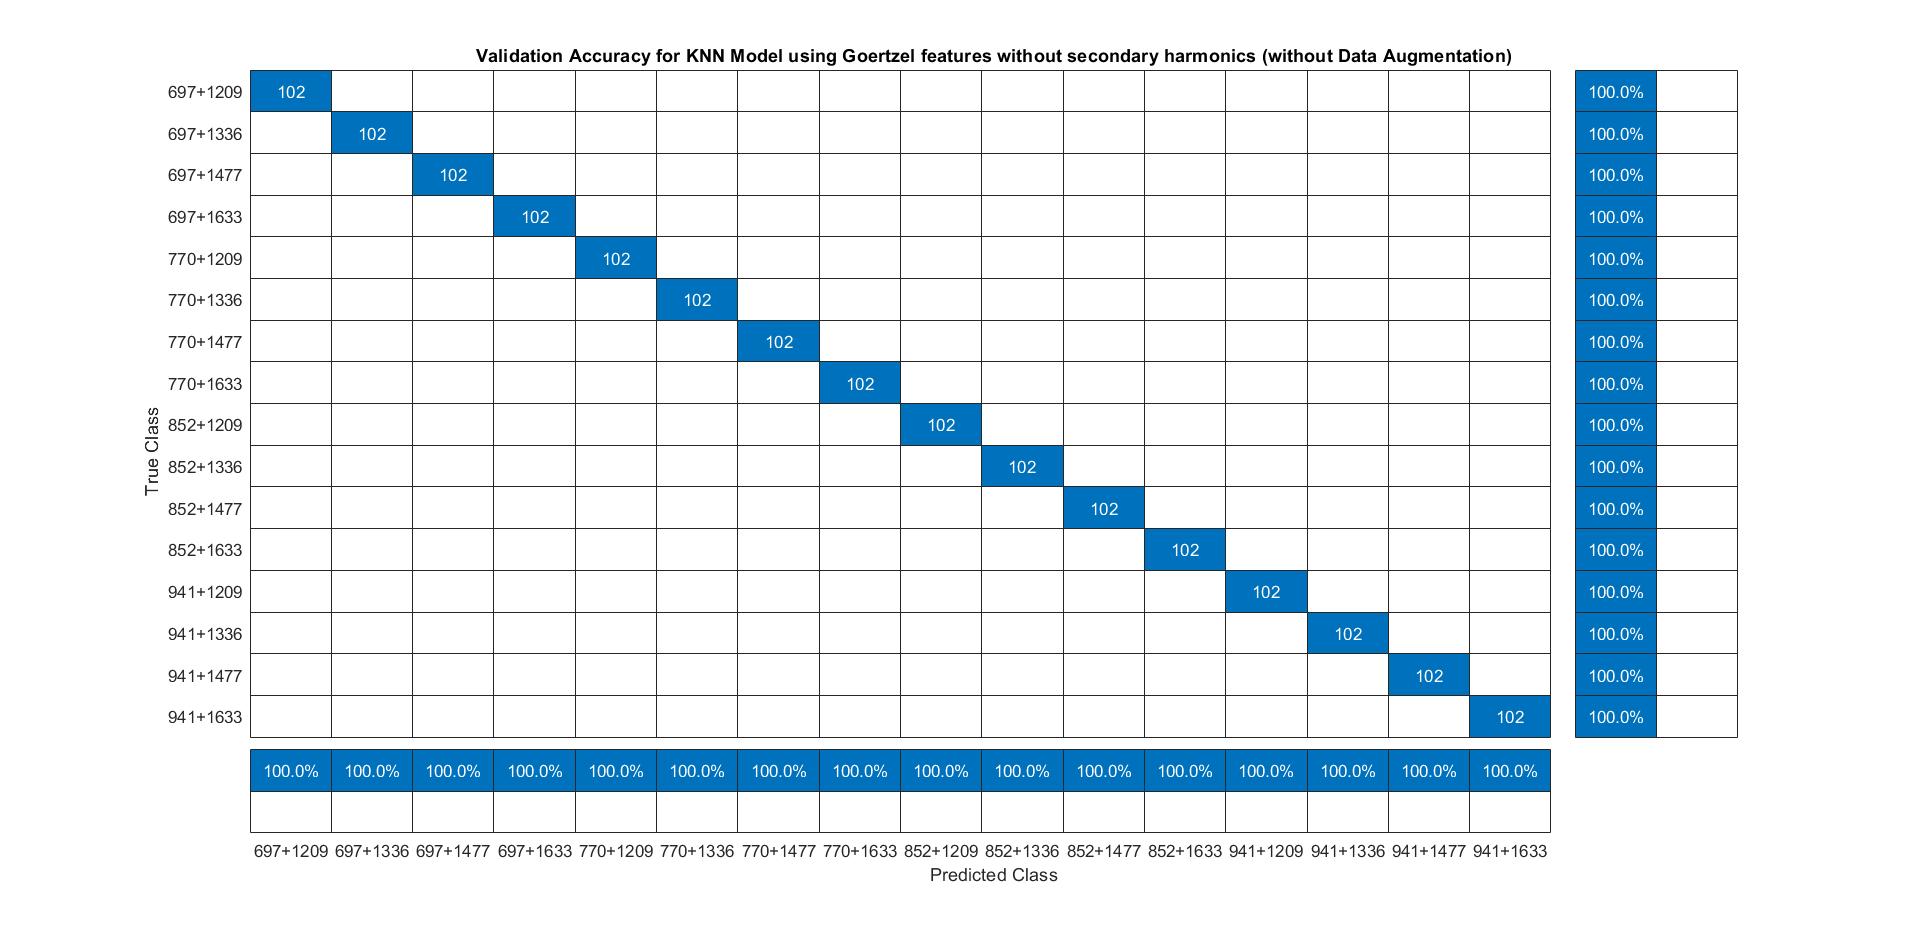 Validation Accuracy for KNN Model using Goertzel features without secondary harmonics (without Data Augmentation)
697+1209 102 100.0%
697+1336 102 100.0%
697+1477 102 100.0%
697+1633 102 100.0%
770+1209 102 100.0%
770+1336 102 100.0%
770+1477 102 100.0%
770+1633 102 100.0%
True Class
852+1209 102 100.0%
852+1336 102 100.0%
852+1477 102 100.0%
852+1633 102 100.0%
941+1209 102 100.0%
941+1336 102 100.0%
941+1477 102 100.0%
941+1633 102 100.0%
100.0% 100.0% 100.0% 100.0% 100.0% 100.0% 100.0% 100.0% 100.0% 100.0% 100.0% 100.0% 100.0% 100.0% 100.0% 100.0%
697+1209 697+1336 697+1477 697+1633 770+1209 770+1336 770+1477 770+1633 852+1209 852+1336 852+1477 852+1633 941+1209 941+1336 941+1477 941+1633
Predicted Class